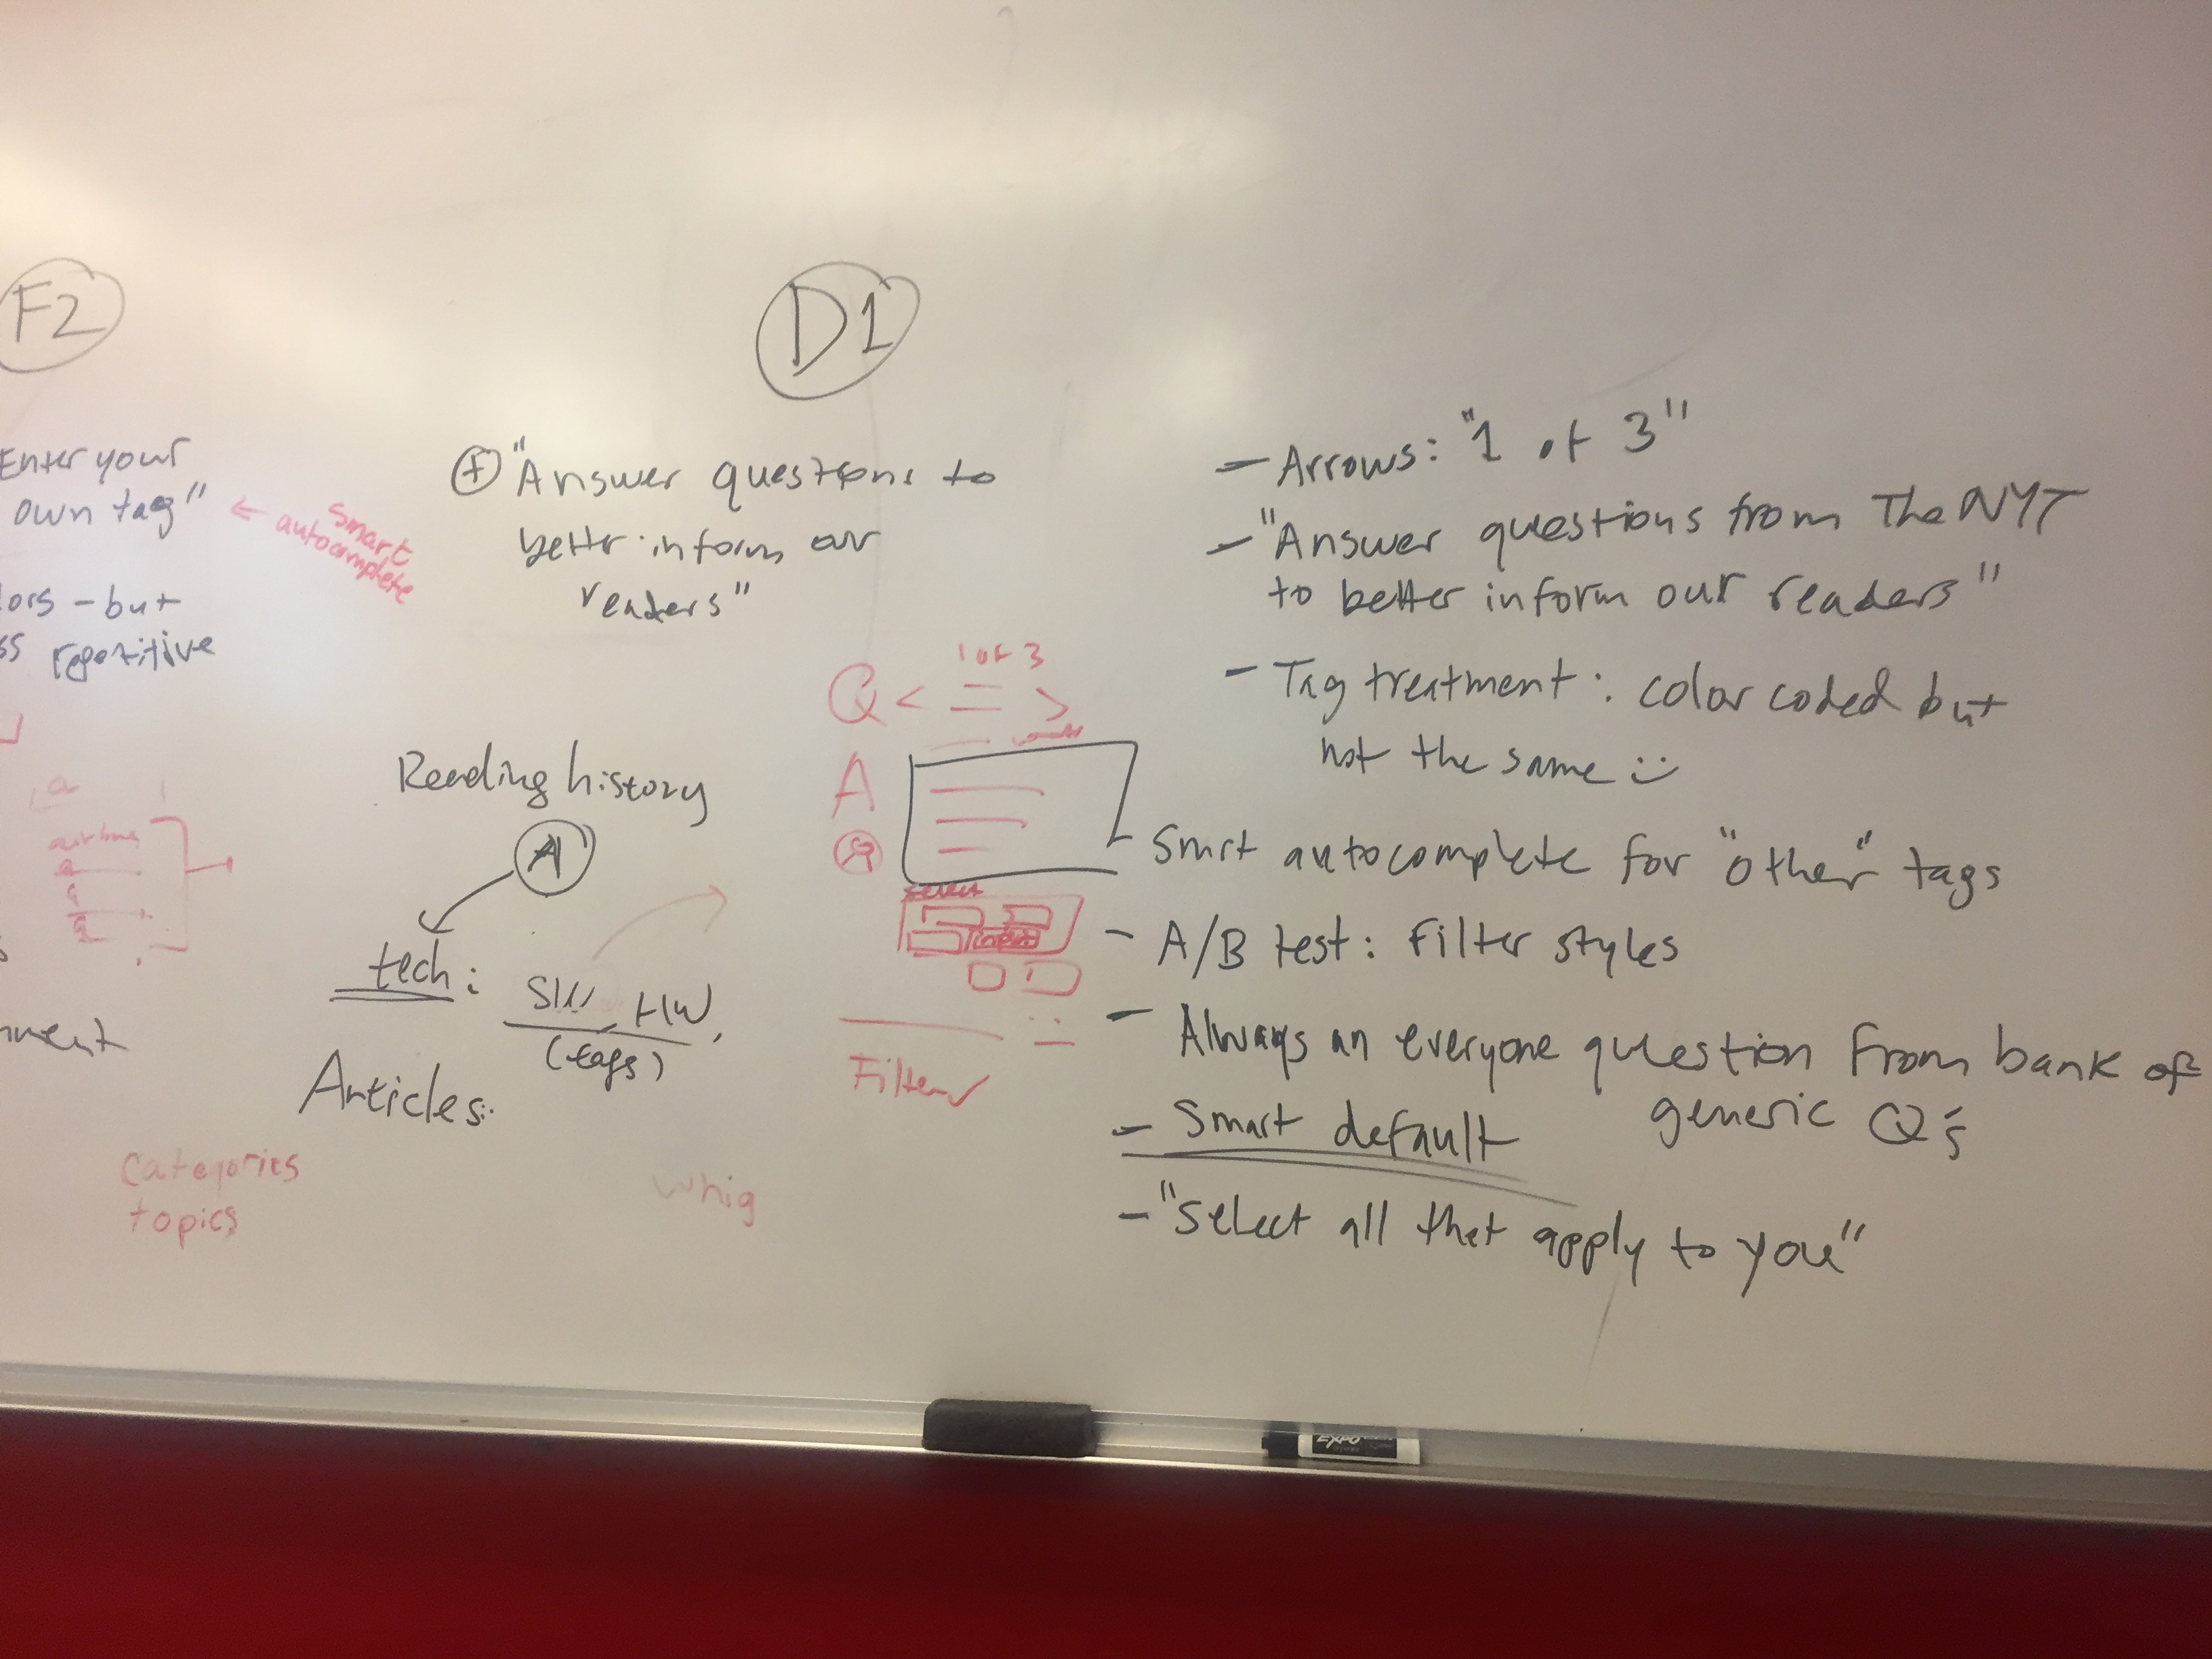 F2
Enter your
own tag"
smart
autocomplete
- but
repetitive
a
Categories
topics
D1
+ "Answer questions to
better inform our
readers"
Reading history
A
tech:
SW, HW,
(tags)
Articles:
whig
1 of 3
Q < >
A
select
input
Filter
- Arrows: "1 of 3"
- "Answer questions from The NYT
to better inform our readers"
- Tag treatment: color coded but
not the same :)
- Smrt autocomplete for "other" tags
- A/B test: Filter styles
- Always an everyone question from bank of
generic Q's
- Smart default
- "Select all that apply to you"
EXPO